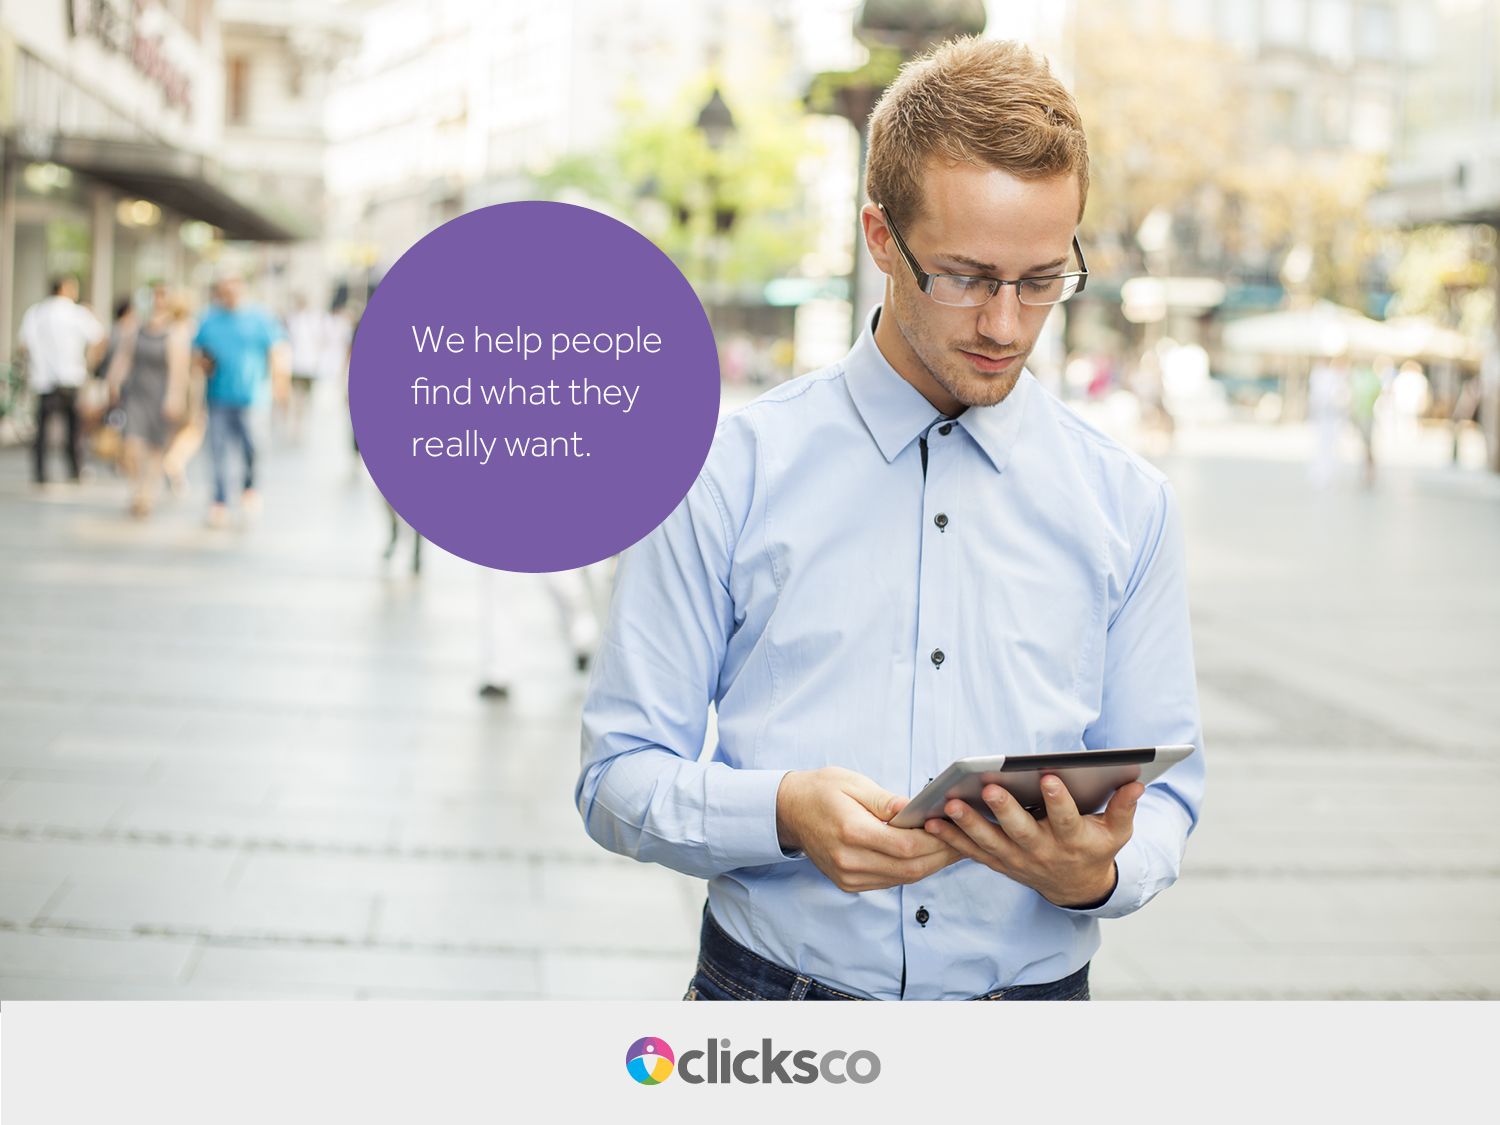 We help people
find what they
really want.
clicksco